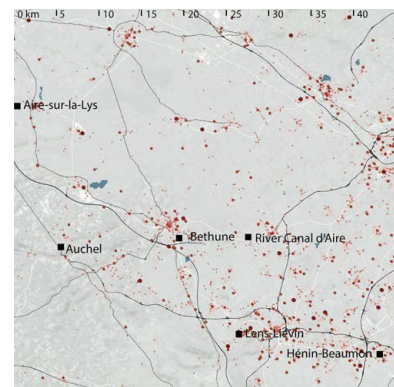 0 km 5 10 15 20 25 30 35 40
Aire-sur-la-Lys
Bethune
River Canal d'Aire
Auchel
Lens-Liévin
Hénin-Beaumon